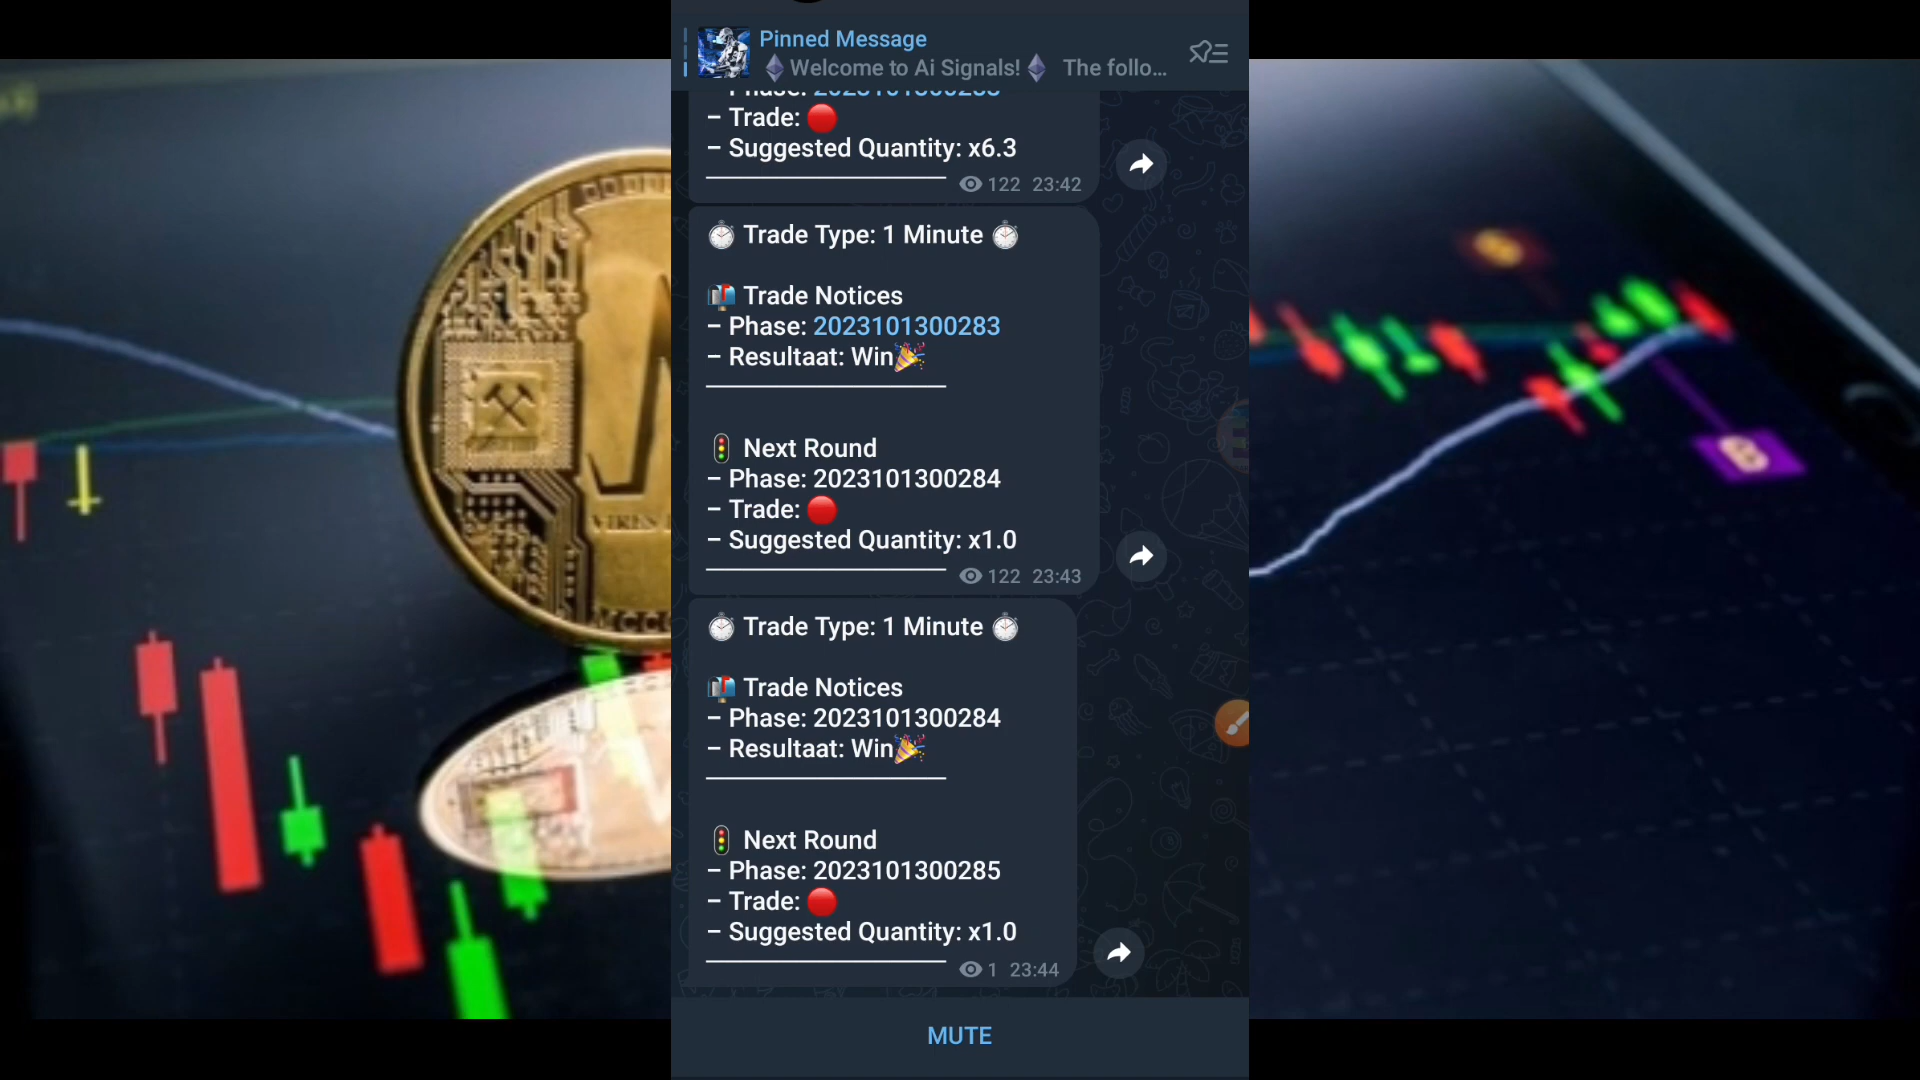 Pinned Message
Welcome to Ai Signals! The follo...
– Phase: 2023101300283
– Trade:
– Suggested Quantity: x6.3
122 23:42
Trade Type: 1 Minute
Trade Notices
– Phase: 2023101300283
– Resultaat: Win
Next Round
– Phase: 2023101300284
– Trade:
– Suggested Quantity: x1.0
122 23:43
Trade Type: 1 Minute
Trade Notices
– Phase: 2023101300284
– Resultaat: Win
Next Round
– Phase: 2023101300285
– Trade:
– Suggested Quantity: x1.0
1 23:44
MUTE
VIRES